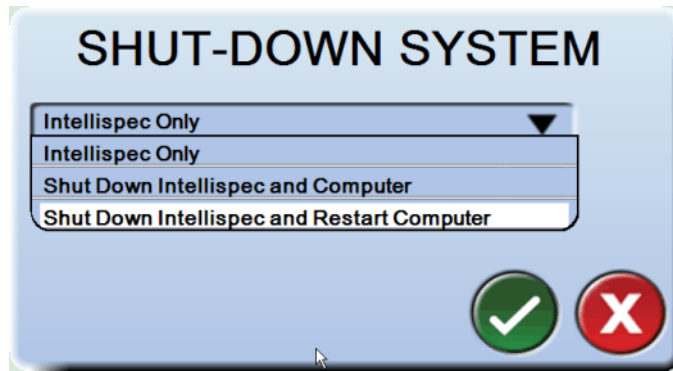 SHUT-DOWN SYSTEM
Intellispec Only
Intellispec Only
Shut Down Intellispec and Computer
Shut Down Intellispec and Restart Computer